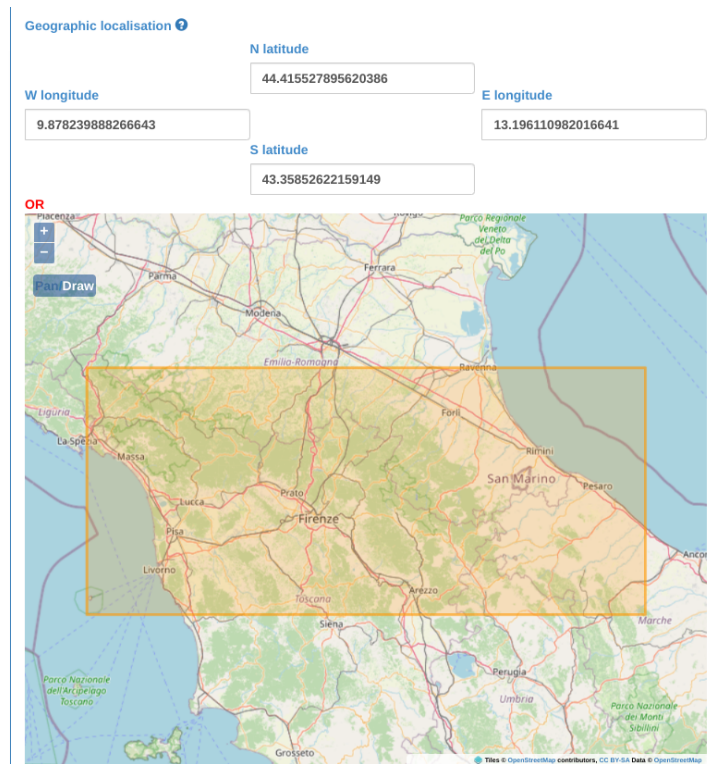 Geographic localisation ?
N latitude
44.415527895620386
W longitude
E longitude
9.878239888266643
13.196110982016641
S latitude
43.35852622159149
OR
Piacenza
Rovigo
Parco Regionale
Veneto
del Delta
del Po
+
−
Parma
Ferrara
Pan/Draw
Modena
Emilia-Romagna
Ravenna
Liguria
Forlì
La Spezia
Massa
Rimini
San Marino
Pesaro
Lucca
Prato
Firenze
Pisa
Ancon
Livorno
Arezzo
Toscana
Siena
Marche
Parco Nazionale
dell'Arcipelago
Toscano
Perugia
Umbria
Parco Nazionale
dei Monti
Sibillini
Grosseto
Tiles © OpenStreetMap contributors, CC BY-SA Data © OpenStreetMap